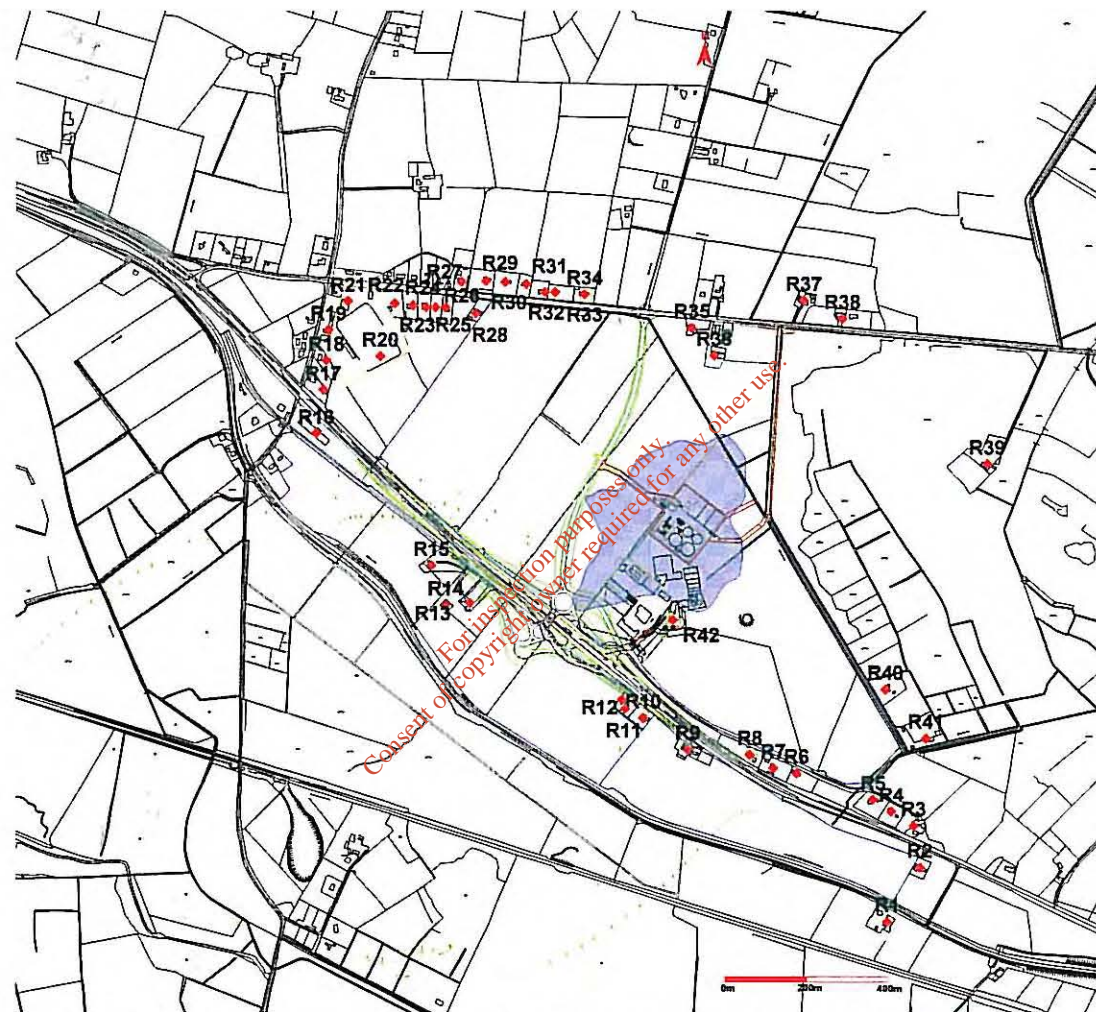 R27
R29
R31
R34
R37
R38
R21
R22
R24
R26
R30
R32
R33
R35
R36
R23
R25
R28
R19
R18
R20
R17
R16
R39
R15
R14
R13
R42
R40
R41
R12
R10
R11
R9
R8
R7
R6
R5
R4
R3
R2
R1
For inspection purposes only.
Consent of copyright owner required for any other use.
0m 200m 400m